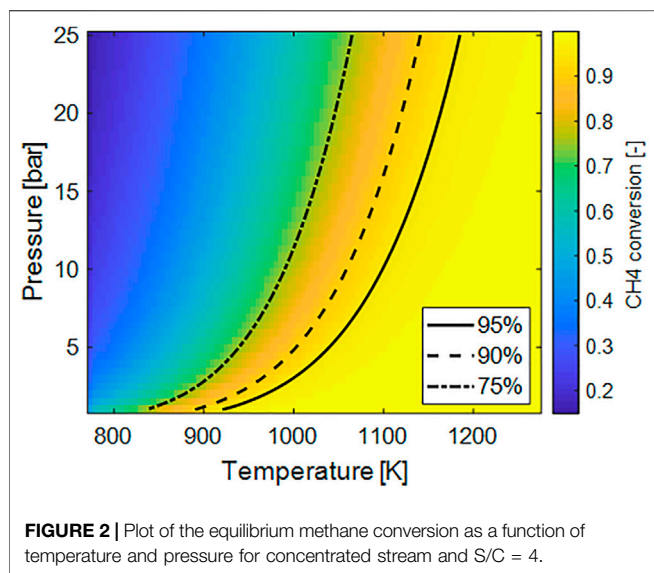 25
20
15
10
5
Pressure [bar]
800 900 1000 1100 1200
Temperature [K]
95%
90%
75%
0.9
0.8
0.7
0.6
0.5
0.4
0.3
0.2
CH4 conversion [-]
FIGURE 2 | Plot of the equilibrium methane conversion as a function of
temperature and pressure for concentrated stream and S/C = 4.